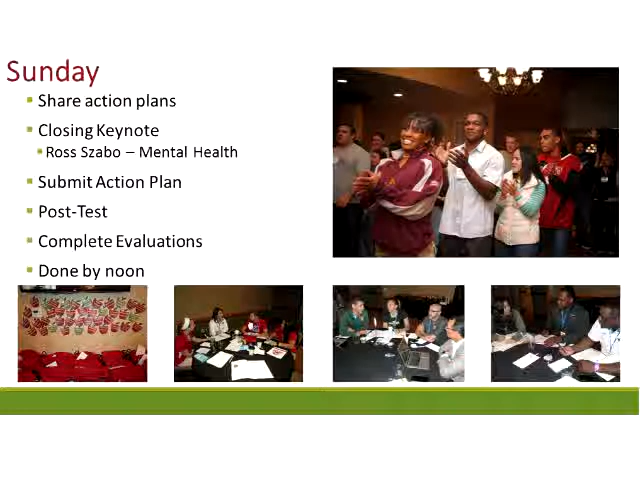 Sunday
Share action plans
Closing Keynote
Ross Szabo – Mental Health
Submit Action Plan
Post-Test
Complete Evaluations
Done by noon